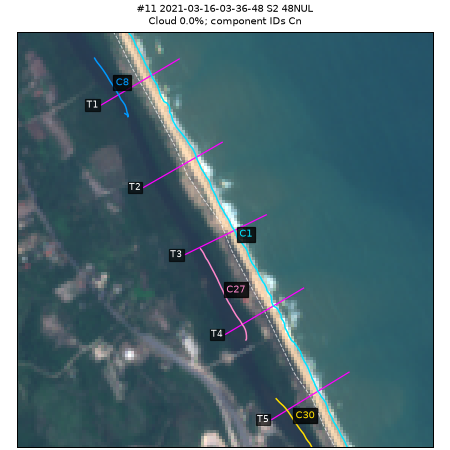 #11 2021-03-16-03-36-48 S2 48NUL
Cloud 0.0%; component IDs Cn
C8
T1
T2
C1
T3
C27
T4
C30
T5